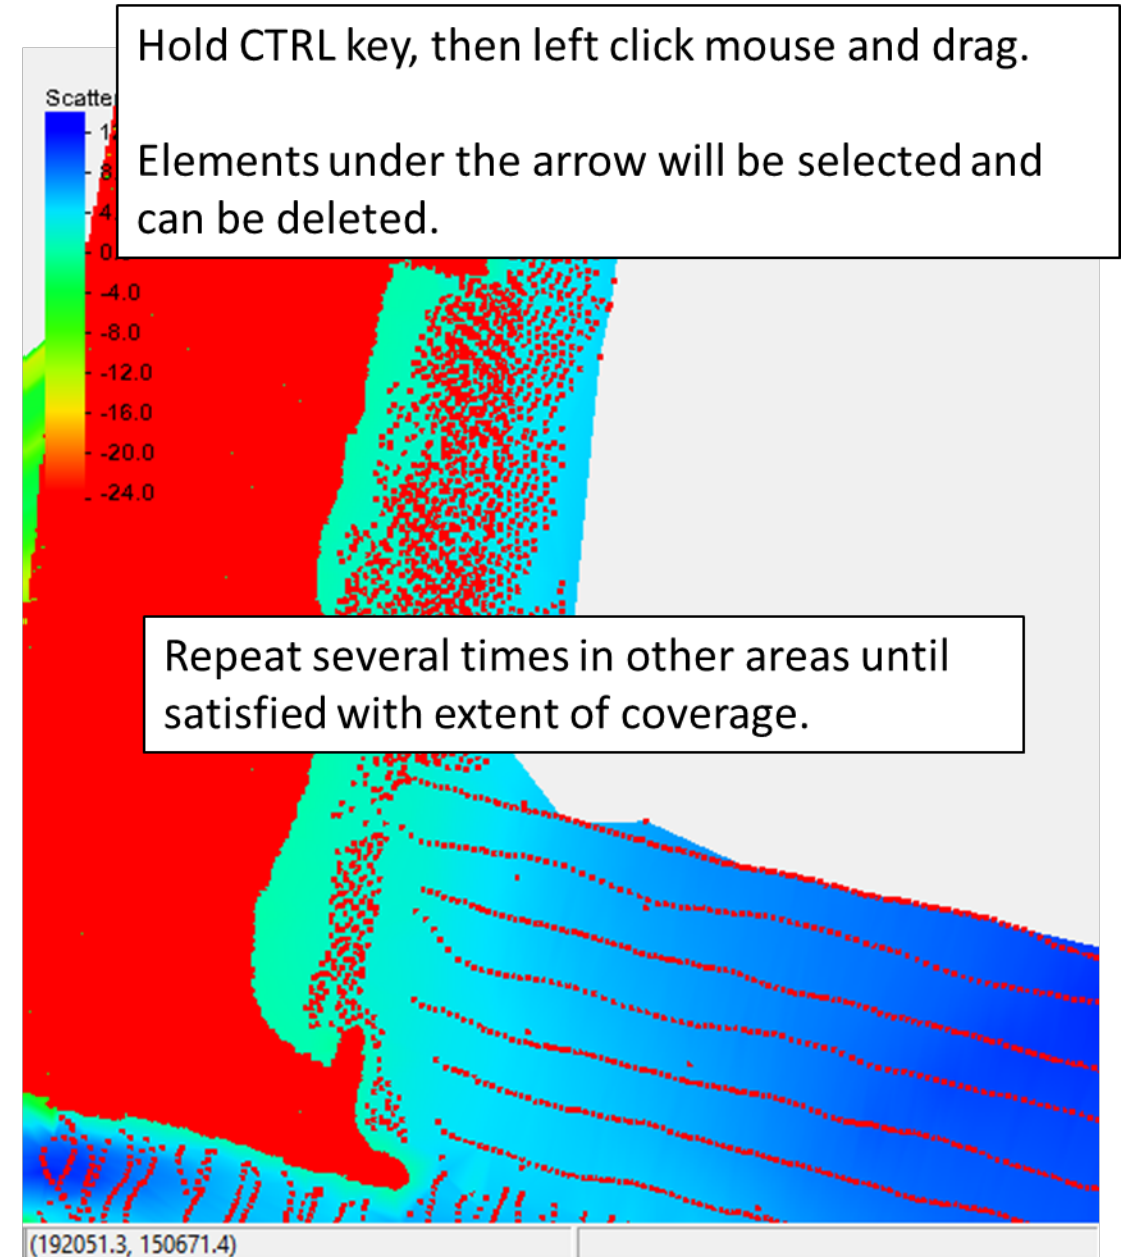 Hold CTRL key, then left click mouse and drag.
Elements under the arrow will be selected and
can be deleted.
-4.0
-8.0
-12.0
-16.0
-20.0
-24.0
Repeat several times in other areas until
satisfied with extent of coverage.
(192051.3, 150671.4)